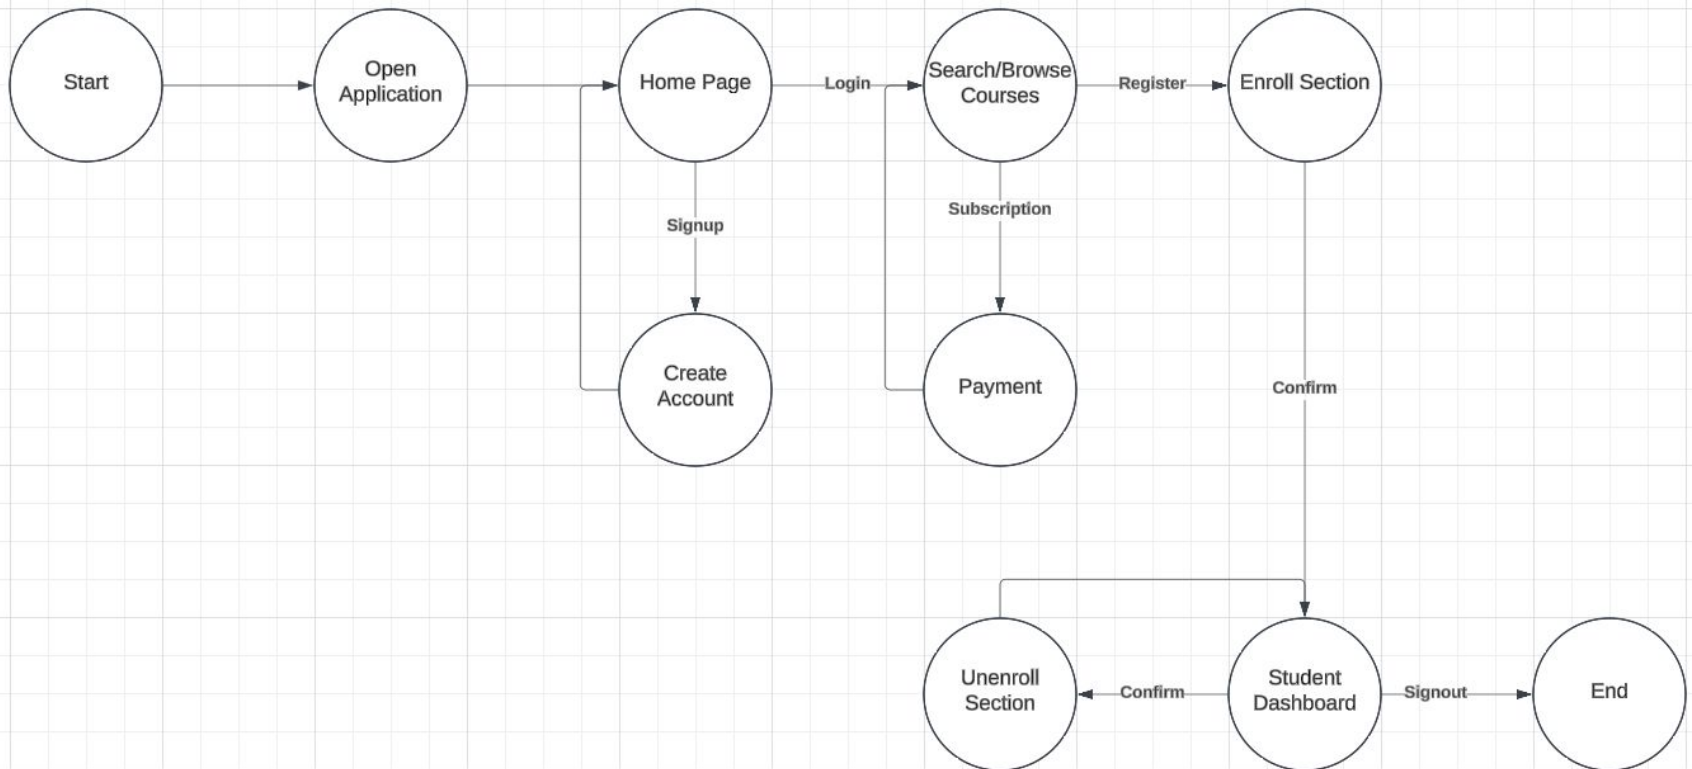 Start
Open
Application
Home Page
Login
Search/Browse
Courses
Register
Enroll Section
Signup
Subscription
Create
Account
Payment
Confirm
Unenroll
Section
Confirm
Student
Dashboard
Signout
End